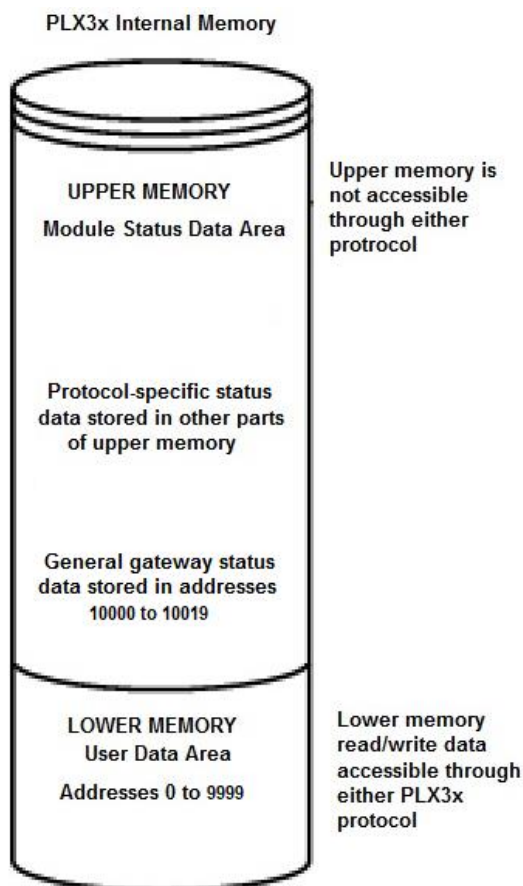 PLX3x Internal Memory
UPPER MEMORY
Module Status Data Area
Upper memory is
not accessible
through either
protrocol
Protocol-specific status
data stored in other parts
of upper memory
General gateway status
data stored in addresses
10000 to 10019
LOWER MEMORY
User Data Area
Addresses 0 to 9999
Lower memory
read/write data
accessible through
either PLX3x
protocol